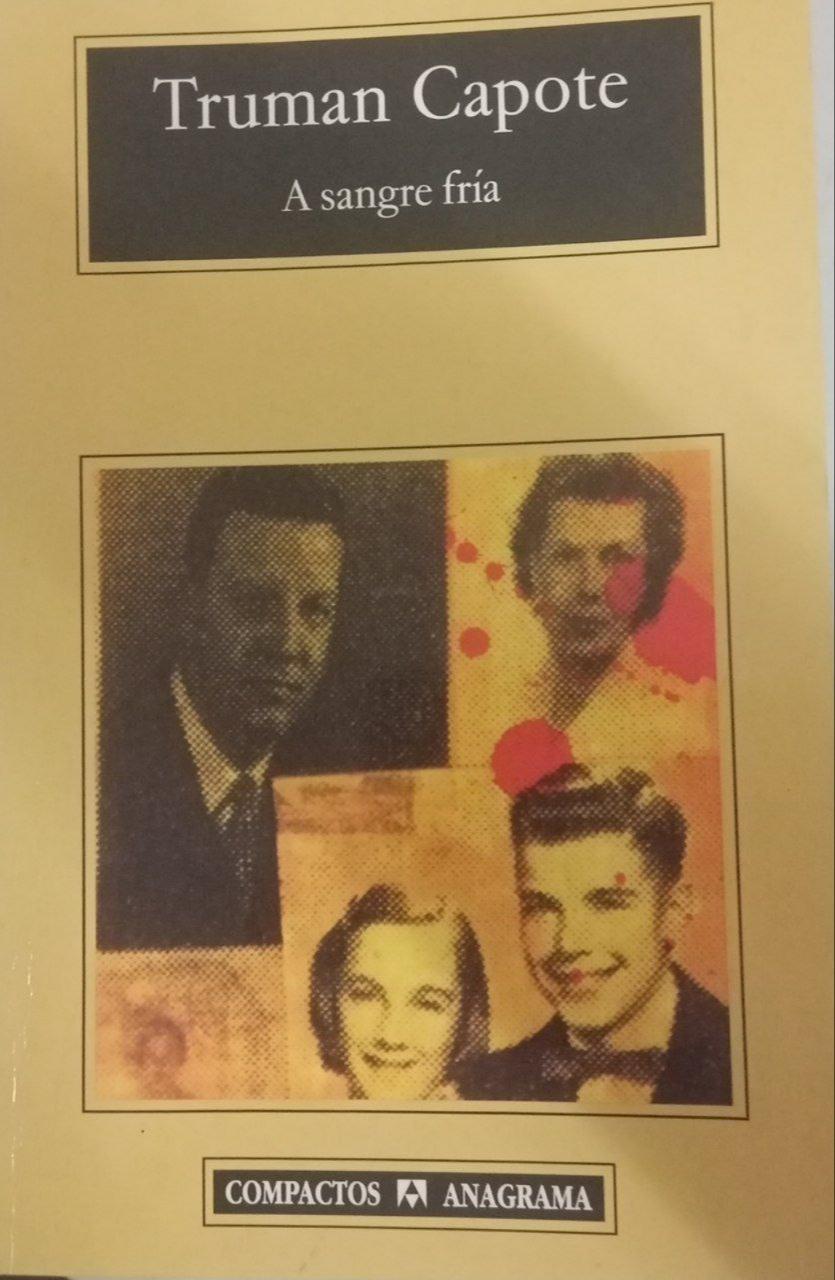 Truman Capote
A sangre fría
COMPACTOS ANAGRAMA